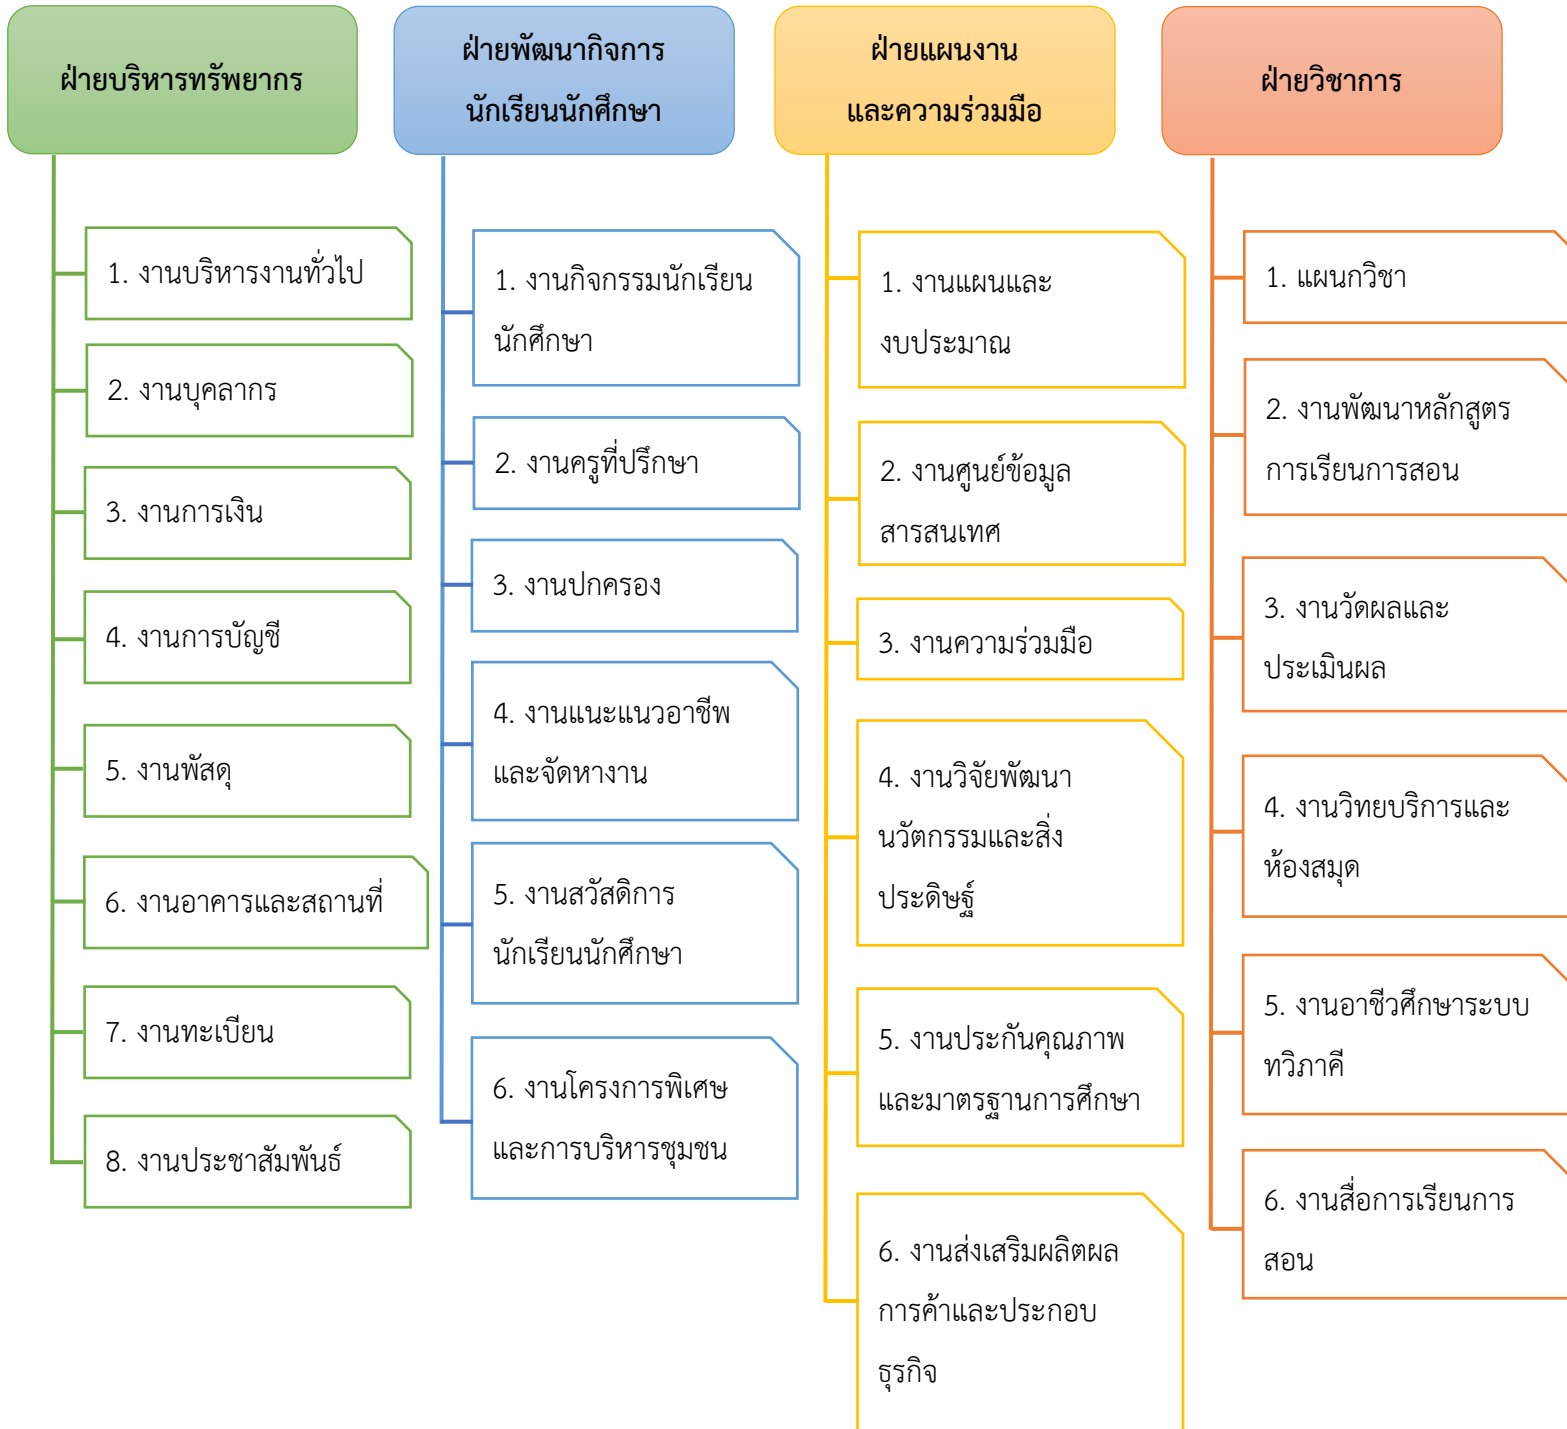 ฝ่ายบริหารทรัพยากร
1. งานบริหารงานทั่วไป
2. งานบุคลากร
3. งานการเงิน
4. งานการบัญชี
5. งานพัสดุ
6. งานอาคารและสถานที่
7. งานทะเบียน
8. งานประชาสัมพันธ์
ฝ่ายพัฒนากิจการ
นักเรียนนักศึกษา
1. งานกิจกรรมนักเรียน
นักศึกษา
2. งานครูที่ปรึกษา
3. งานปกครอง
4. งานแนะแนวอาชีพ
และจัดหางาน
5. งานสวัสดิการ
นักเรียนนักศึกษา
6. งานโครงการพิเศษ
และการบริหารชุมชน
ฝ่ายแผนงาน
และความร่วมมือ
1. งานแผนและ
งบประมาณ
2. งานศูนย์ข้อมูล
สารสนเทศ
3. งานความร่วมมือ
4. งานวิจัยพัฒนา
นวัตกรรมและสิ่ง
ประดิษฐ์
5. งานประกันคุณภาพ
และมาตรฐานการศึกษา
6. งานส่งเสริมผลิตผล
การค้าและประกอบ
ธุรกิจ
ฝ่ายวิชาการ
1. แผนกวิชา
2. งานพัฒนาหลักสูตร
การเรียนการสอน
3. งานวัดผลและ
ประเมินผล
4. งานวิทยบริการและ
ห้องสมุด
5. งานอาชีวศึกษาระบบ
ทวิภาคี
6. งานสื่อการเรียนการ
สอน